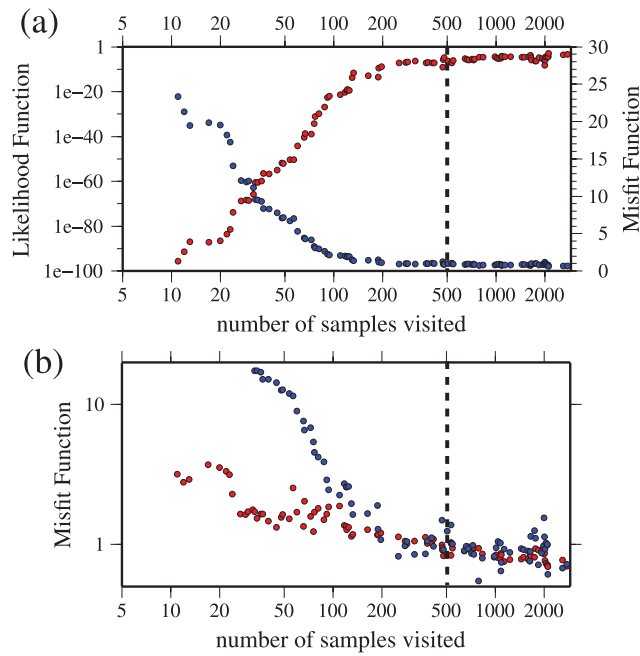 (a)
5 10 20 50 100 200 500 1000 2000
1 30
1e−20 25
1e−40 20
15
1e−60 10
1e−80 5
1e−100 0
Likelihood Function
Misfit Function
5 10 20 50 100 200 500 1000 2000
number of samples visited
(b)
10
1
Misfit Function
5 10 20 50 100 200 500 1000 2000
number of samples visited